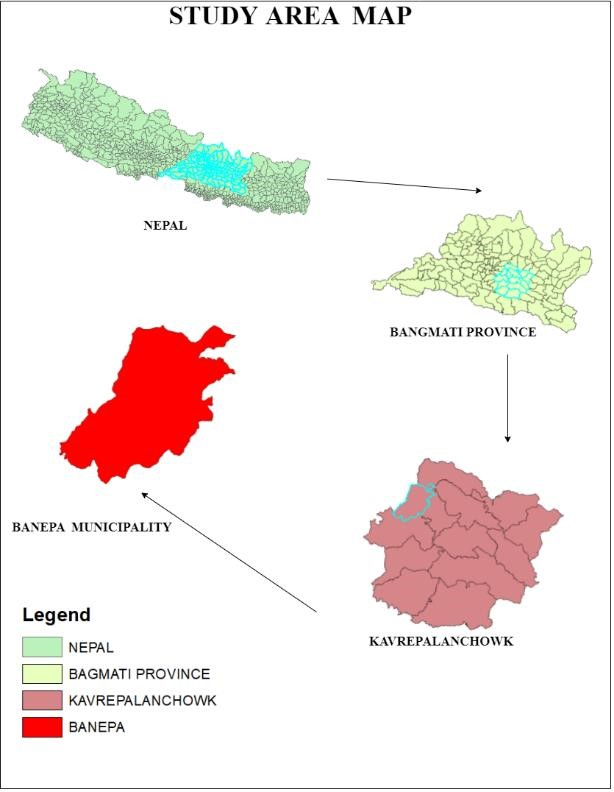 STUDY AREA MAP
NEPAL
BANGMATI PROVINCE
BANEPA MUNICIPALITY
KAVREPALANCHOWK
Legend
NEPAL
BAGMATI PROVINCE
KAVREPALANCHOWK
BANEPA